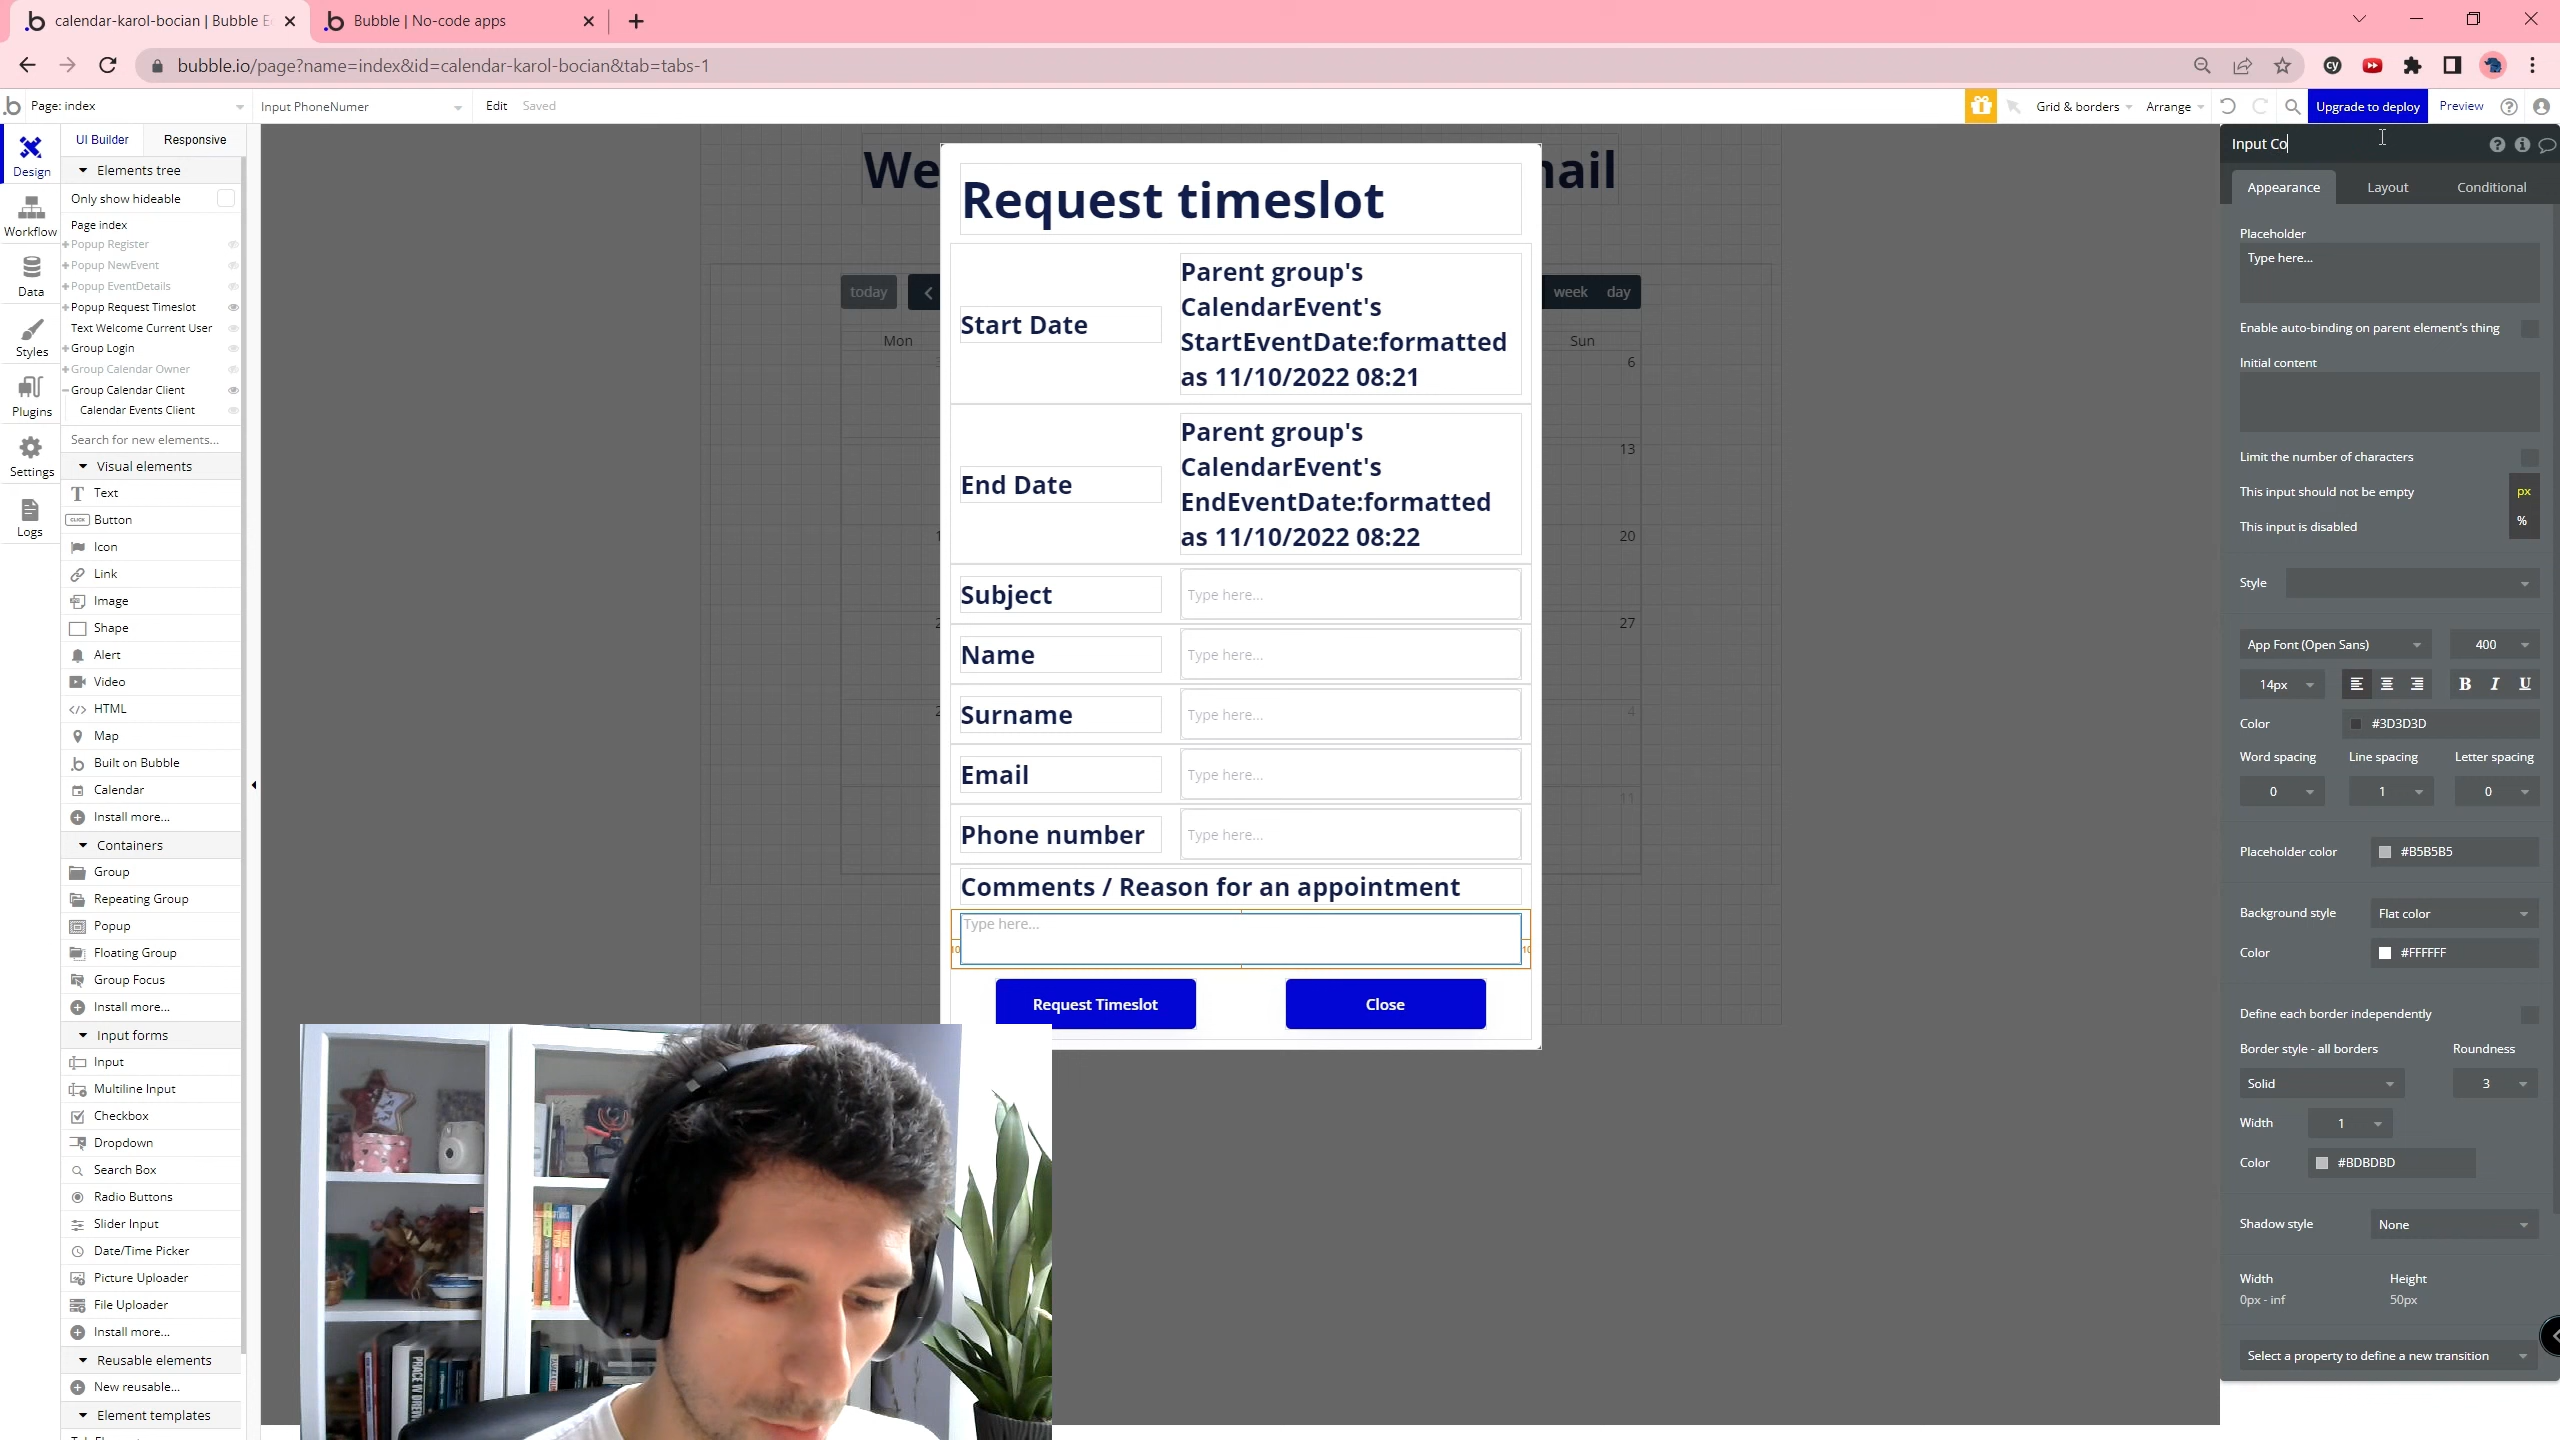 calendar-karol-bocian | Bubble E
Bubble | No-code apps
bubble.io/page?name=index&id=calendar-karol-bocian&tab=tabs-1
Page: index
Input PhoneNumer
Edit
Saved
Grid & borders
Arrange
Upgrade to deploy
Preview
Design
Workflow
Data
Styles
Plugins
Settings
Logs
UI Builder
Responsive
Elements tree
Only show hideable
Page index
Popup Register
Popup NewEvent
Popup EventDetails
Popup Request Timeslot
Text Welcome Current User
Group Login
Group Calendar Owner
Group Calendar Client
Calendar Events Client
Search for new elements...
Visual elements
Text
Button
Icon
Link
Image
Shape
Alert
Video
HTML
Map
Built on Bubble
Calendar
Install more...
Containers
Group
Repeating Group
Popup
Floating Group
Group Focus
Install more...
Input forms
Input
Multiline Input
Checkbox
Dropdown
Search Box
Radio Buttons
Slider Input
Date/Time Picker
Picture Uploader
File Uploader
Install more...
Reusable elements
New reusable...
Element templates
We
mail
today
week day
Mon
Sun
6
13
20
27
4
11
Request timeslot
Start Date
Parent group's
CalendarEvent's
StartEventDate:formatted
as 11/10/2022 08:21
End Date
Parent group's
CalendarEvent's
EndEventDate:formatted
as 11/10/2022 08:22
Subject
Type here...
Name
Type here...
Surname
Type here...
Email
Type here...
Phone number
Type here...
Comments / Reason for an appointment
Type here...
Request Timeslot
Close
Input Co
Appearance
Layout
Conditional
Placeholder
Type here...
Enable auto-binding on parent element's thing
Initial content
Limit the number of characters
This input should not be empty
px
This input is disabled
%
Style
App Font (Open Sans)
400
14px
B I U
Color
#3D3D3D
Word spacing
Line spacing
Letter spacing
0
1
0
Placeholder color
#B5B5B5
Background style
Flat color
Color
#FFFFFF
Define each border independently
Border style - all borders
Roundness
Solid
3
Width
1
Color
#BDBDBD
Shadow style
None
Width
Height
0px - inf
50px
Select a property to define a new transition